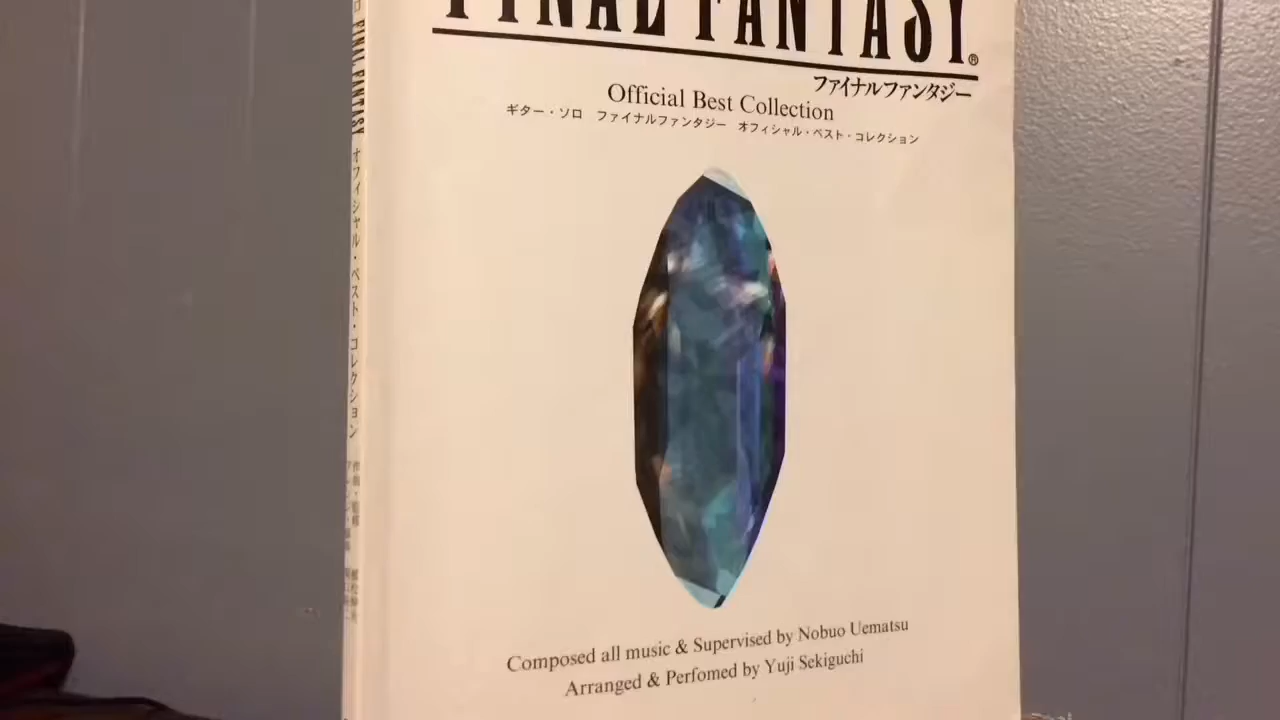 FINAL FANTASY®
ファイナルファンタジー
Official Best Collection
ギター・ソロ ファイナルファンタジー オフィシャル・ベスト・コレクション
Composed all music & Supervised by Nobuo Uematsu
Arranged & Perfomed by Yuji Sekiguchi
FINAL FANTASY オフィシャル・ベスト・コレクション